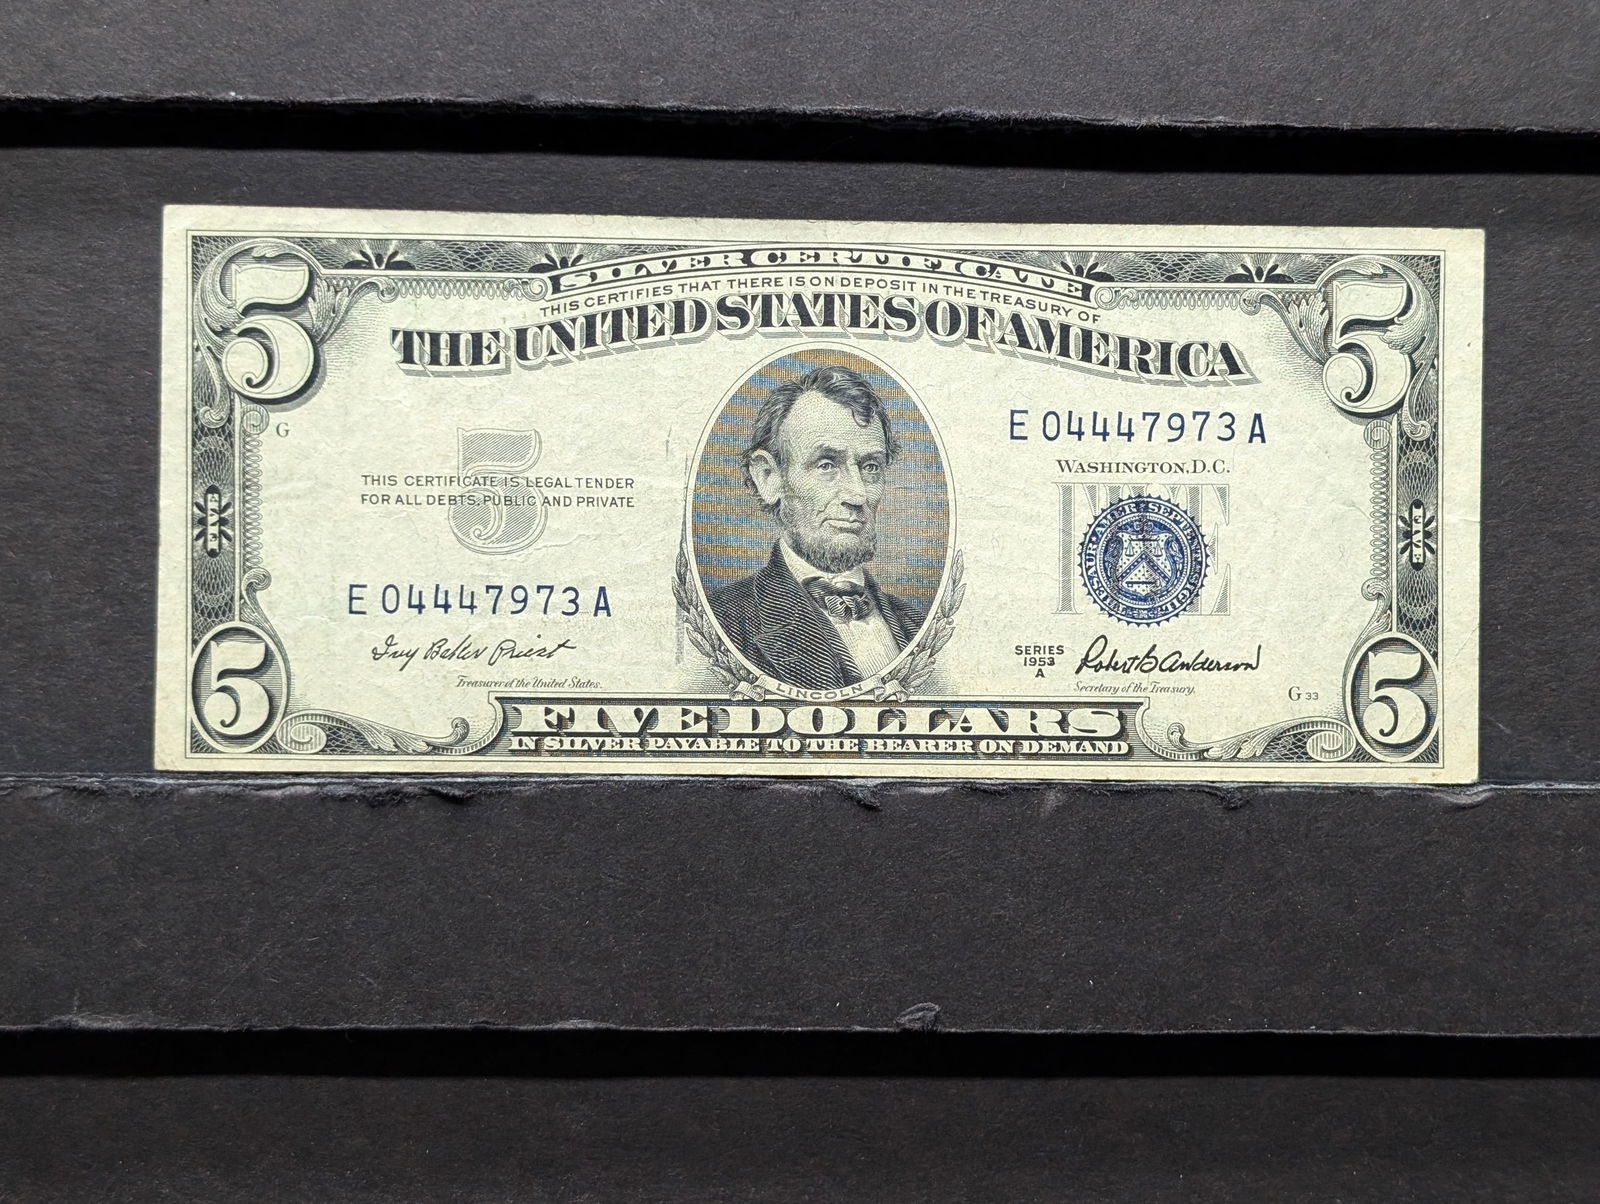 5 SILVER CERTIFICATE 5
THIS CERTIFIES THAT THERE IS ON DEPOSIT IN THE TREASURY OF
THE UNITED STATES OF AMERICA
G
E 04447973 A
WASHINGTON, D.C.
5
THIS CERTIFICATE IS LEGAL TENDER
FOR ALL DEBTS, PUBLIC AND PRIVATE
FIVE
FIVE
FIVE
E 04447973 A
Ivy Baker Priest
Treasurer of the United States.
SERIES
1953
A
Robert B. Anderson
Secretary of the Treasury.
G 33
LINCOLN
5 FIVE DOLLARS 5
IN SILVER PAYABLE TO THE BEARER ON DEMAND